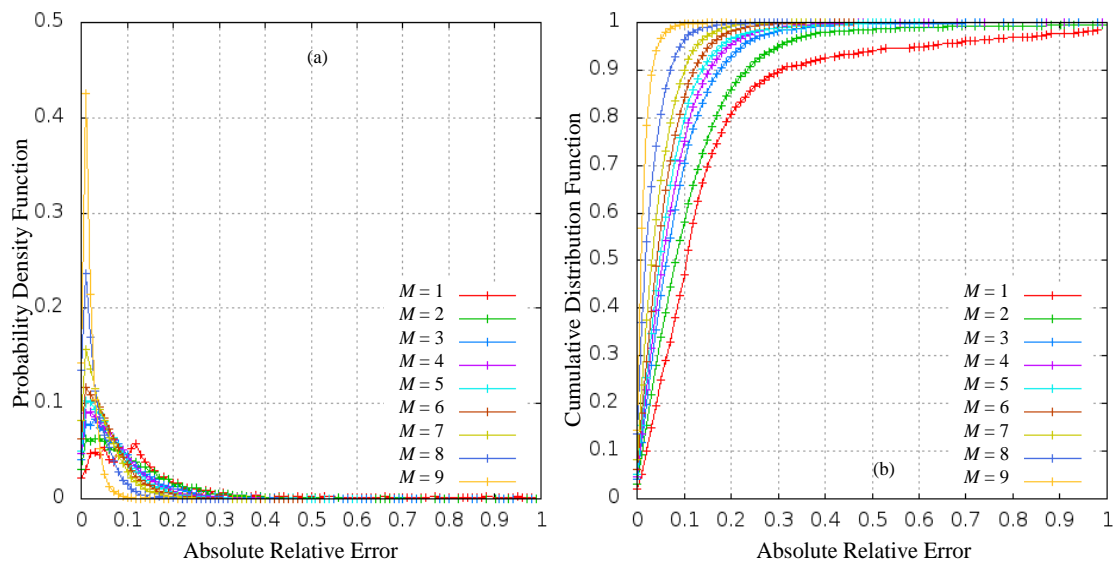 (a)
Probability Density Function
0.5
0.4
0.3
0.2
0.1
0
M = 1
M = 2
M = 3
M = 4
M = 5
M = 6
M = 7
M = 8
M = 9
0 0.1 0.2 0.3 0.4 0.5 0.6 0.7 0.8 0.9 1
Absolute Relative Error
Cumulative Distribution Function
1
0.9
0.8
0.7
0.6
0.5
0.4
0.3
0.2
0.1
0
M = 1
M = 2
M = 3
M = 4
M = 5
M = 6
M = 7
M = 8
M = 9
(b)
0 0.1 0.2 0.3 0.4 0.5 0.6 0.7 0.8 0.9 1
Absolute Relative Error